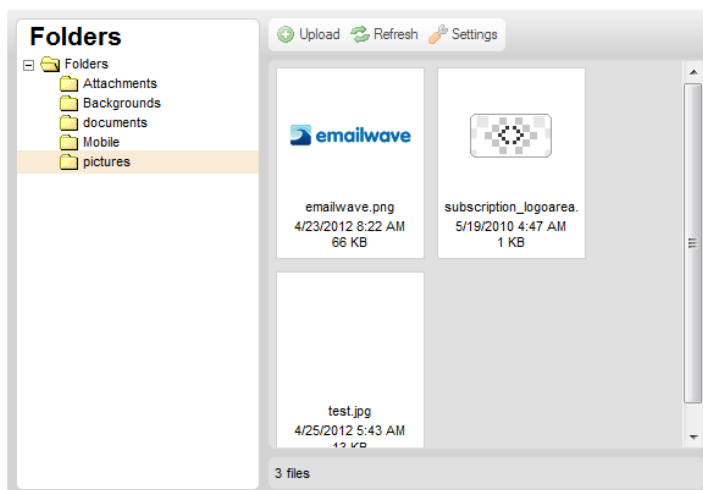 Folders
Folders
Attachments
Backgrounds
documents
Mobile
pictures
Upload Refresh Settings
emailwave
emailwave.png
4/23/2012 8:22 AM
66 KB
subscription_logoarea.
5/19/2010 4:47 AM
1 KB
test.jpg
4/25/2012 5:43 AM
13 KB
3 files